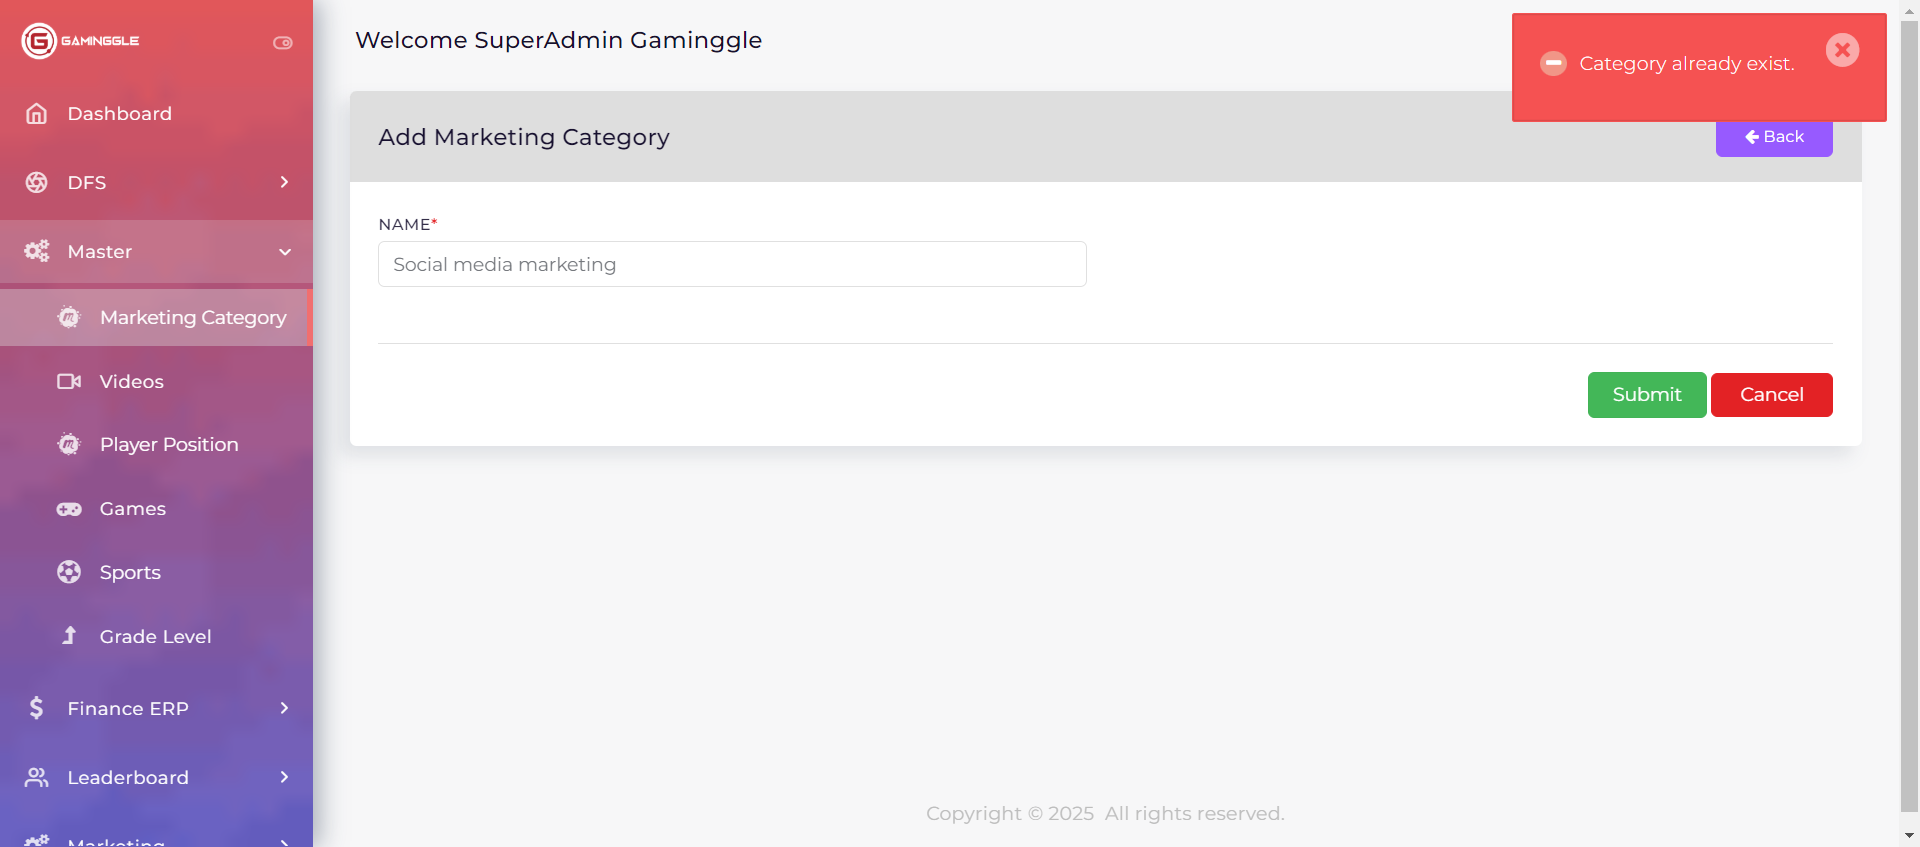 GAMINGGLE
Dashboard
DFS
Master
Marketing Category
Videos
Player Position
Games
Sports
Grade Level
Finance ERP
Leaderboard
Marketing
Welcome SuperAdmin Gaminggle
Category already exist.
Add Marketing Category
Back
NAME*
Social media marketing
Submit
Cancel
Copyright © 2025 All rights reserved.